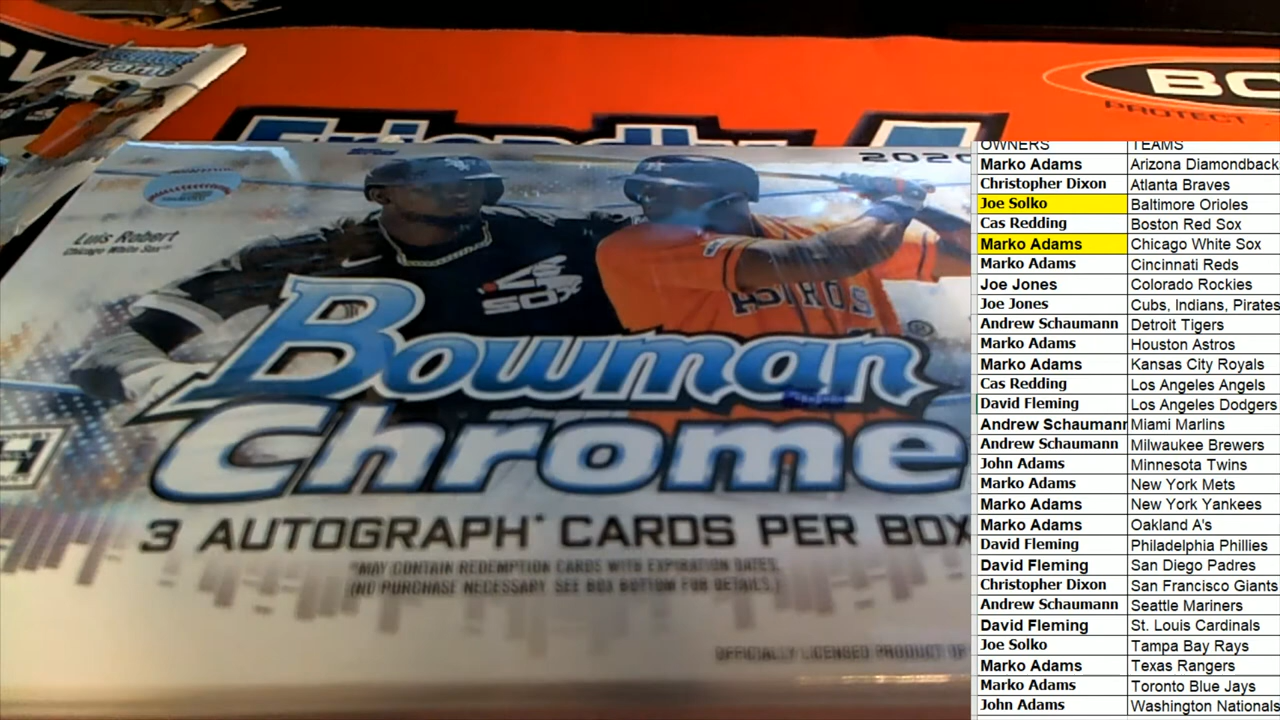 Bowman
Chrome
Friendly
BC
PROTECT
topps
2020
Luis Robert
Chicago White Sox
SOX
ASTROS
Bowman®
Chrome
3 AUTOGRAPH* CARDS PER BOX
*MAY CONTAIN REDEMPTION CARDS WITH EXPIRATION DATES.
(NO PURCHASE NECESSARY. SEE BOX BOTTOM FOR DETAILS.)
OFFICIALLY LICENSED PRODUCT OF
OWNERS TEAMS
Marko Adams Arizona Diamondback
Christopher Dixon Atlanta Braves
Joe Solko Baltimore Orioles
Cas Redding Boston Red Sox
Marko Adams Chicago White Sox
Marko Adams Cincinnati Reds
Joe Jones Colorado Rockies
Joe Jones Cubs, Indians, Pirates
Andrew Schaumann Detroit Tigers
Marko Adams Houston Astros
Marko Adams Kansas City Royals
Cas Redding Los Angeles Angels
David Fleming Los Angeles Dodgers
Andrew Schaumann Miami Marlins
Andrew Schaumann Milwaukee Brewers
John Adams Minnesota Twins
Marko Adams New York Mets
Marko Adams New York Yankees
Marko Adams Oakland A's
David Fleming Philadelphia Phillies
David Fleming San Diego Padres
Christopher Dixon San Francisco Giants
Andrew Schaumann Seattle Mariners
David Fleming St. Louis Cardinals
Joe Solko Tampa Bay Rays
Marko Adams Texas Rangers
Marko Adams Toronto Blue Jays
John Adams Washington Nationals